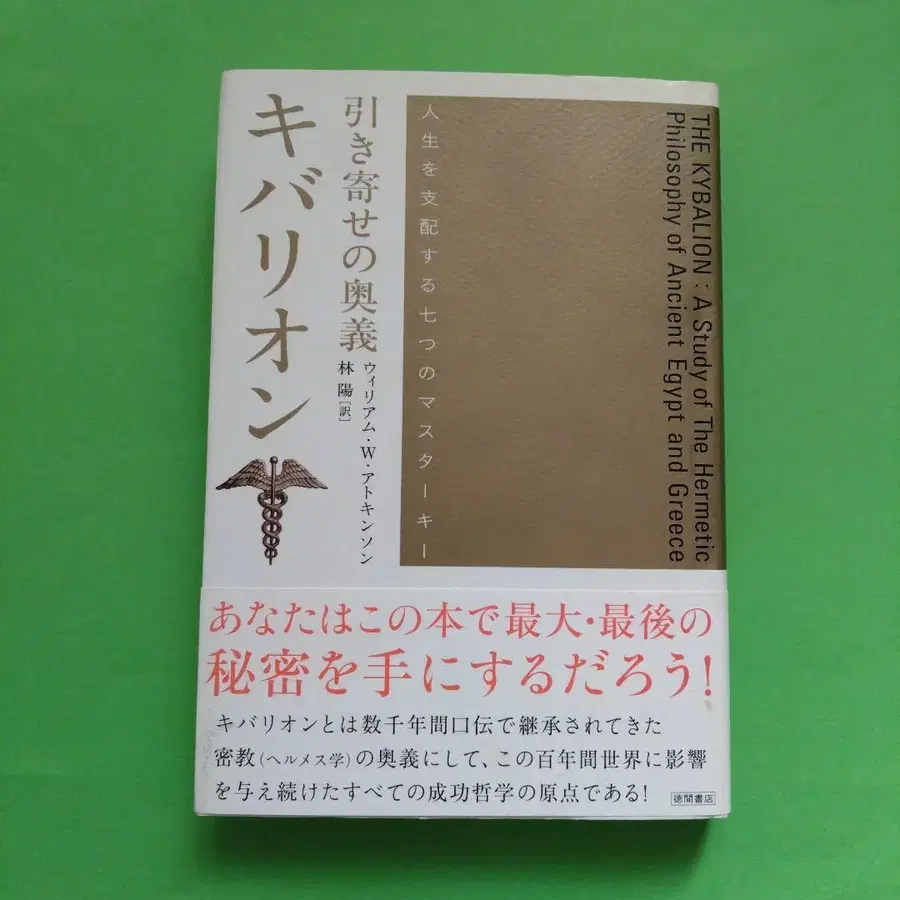 THE KYBALION : A Study of The Hermetic
Philosophy of Ancient Egypt and Greece
人生を支配する七つのマスターキー
引き寄せの奥義
キバリオン
ウィリアム・W・アトキンソン
林 陽[訳]
あなたはこの本で最大・最後の
秘密を手にするだろう!
キバリオンとは数千年間口伝で継承されてきた
密教(ヘルメス学)の奥義にして、この百年間世界に影響
を与え続けたすべての成功哲学の原点である!
徳間書店